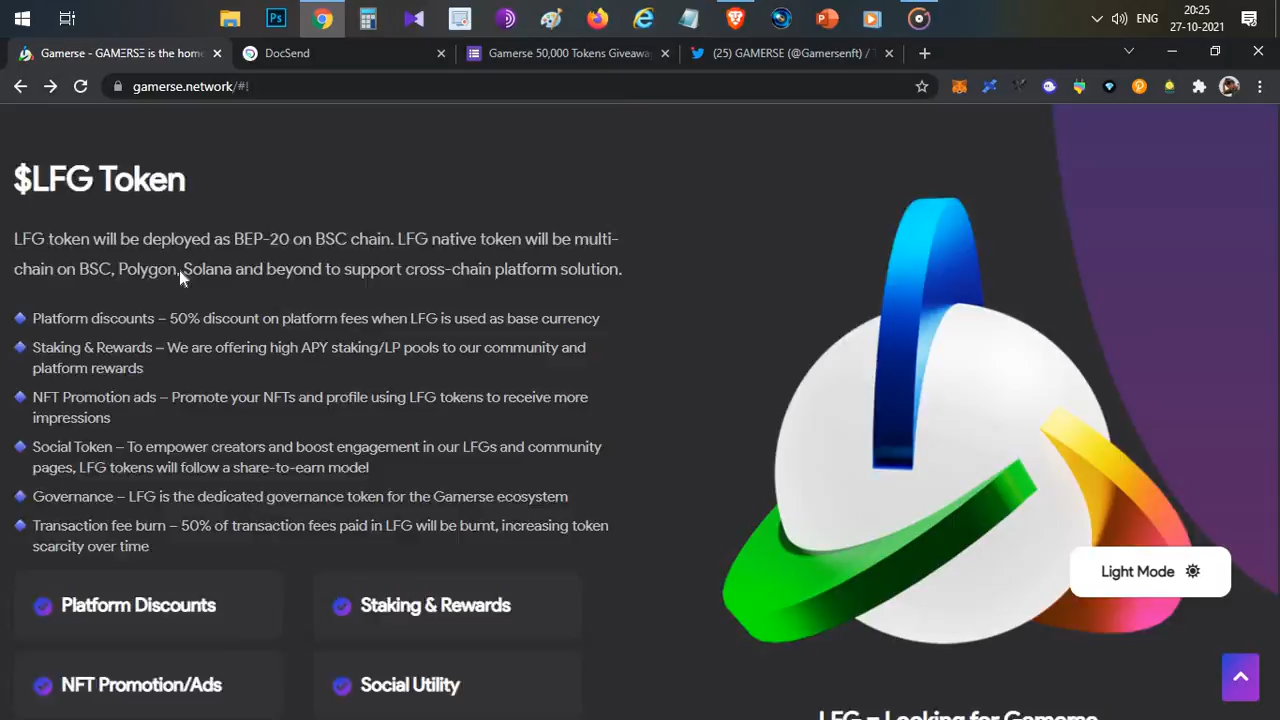 20:25
ENG
27-10-2021
Gamerse - GAMERSE is the home
DocSend
Gamerse 50,000 Tokens Giveaway
(25) GAMERSE (@Gamersenft) / T
gamerse.network/#!
$LFG Token
LFG token will be deployed as BEP-20 on BSC chain. LFG native token will be multi-
chain on BSC, Polygon, Solana and beyond to support cross-chain platform solution.
Platform discounts – 50% discount on platform fees when LFG is used as base currency
Staking & Rewards – We are offering high APY staking/LP pools to our community and
platform rewards
NFT Promotion ads – Promote your NFTs and profile using LFG tokens to receive more
impressions
Social Token – To empower creators and boost engagement in our LFGs and community
pages, LFG tokens will follow a share-to-earn model
Governance – LFG is the dedicated governance token for the Gamerse ecosystem
Transaction fee burn – 50% of transaction fees paid in LFG will be burnt, increasing token
scarcity over time
Light Mode
Platform Discounts
Staking & Rewards
NFT Promotion/Ads
Social Utility
LFG = Looking for Gamerse